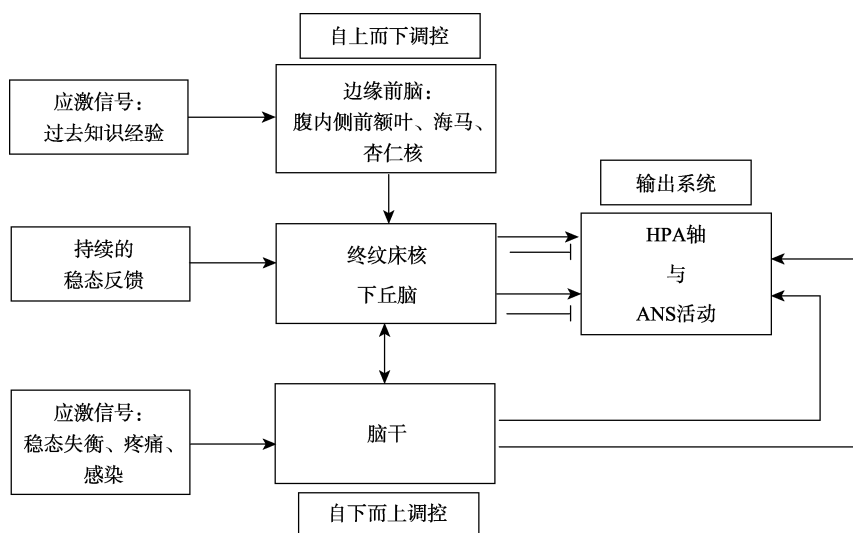 自上而下调控
应激信号：
过去知识经验
边缘前脑：
腹内侧前额叶、海马、
杏仁核
输出系统
持续的
稳态反馈
终纹床核
下丘脑
HPA轴
与
ANS活动
应激信号：
稳态失衡、疼痛、
感染
脑干
自下而上调控